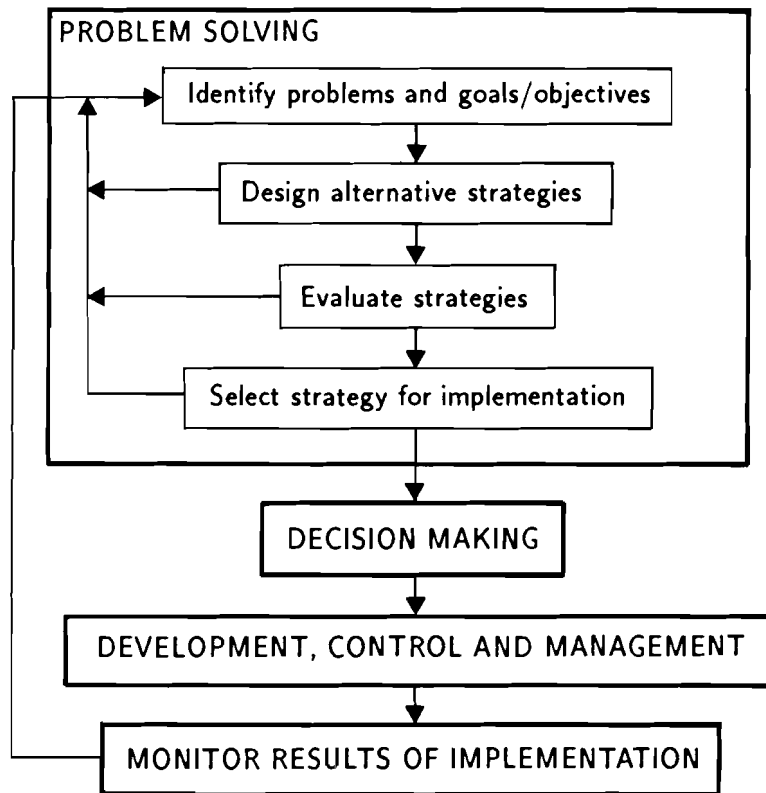 PROBLEM SOLVING
Identify problems and goals/objectives
Design alternative strategies
Evaluate strategies
Select strategy for implementation
DECISION MAKING
DEVELOPMENT, CONTROL AND MANAGEMENT
MONITOR RESULTS OF IMPLEMENTATION